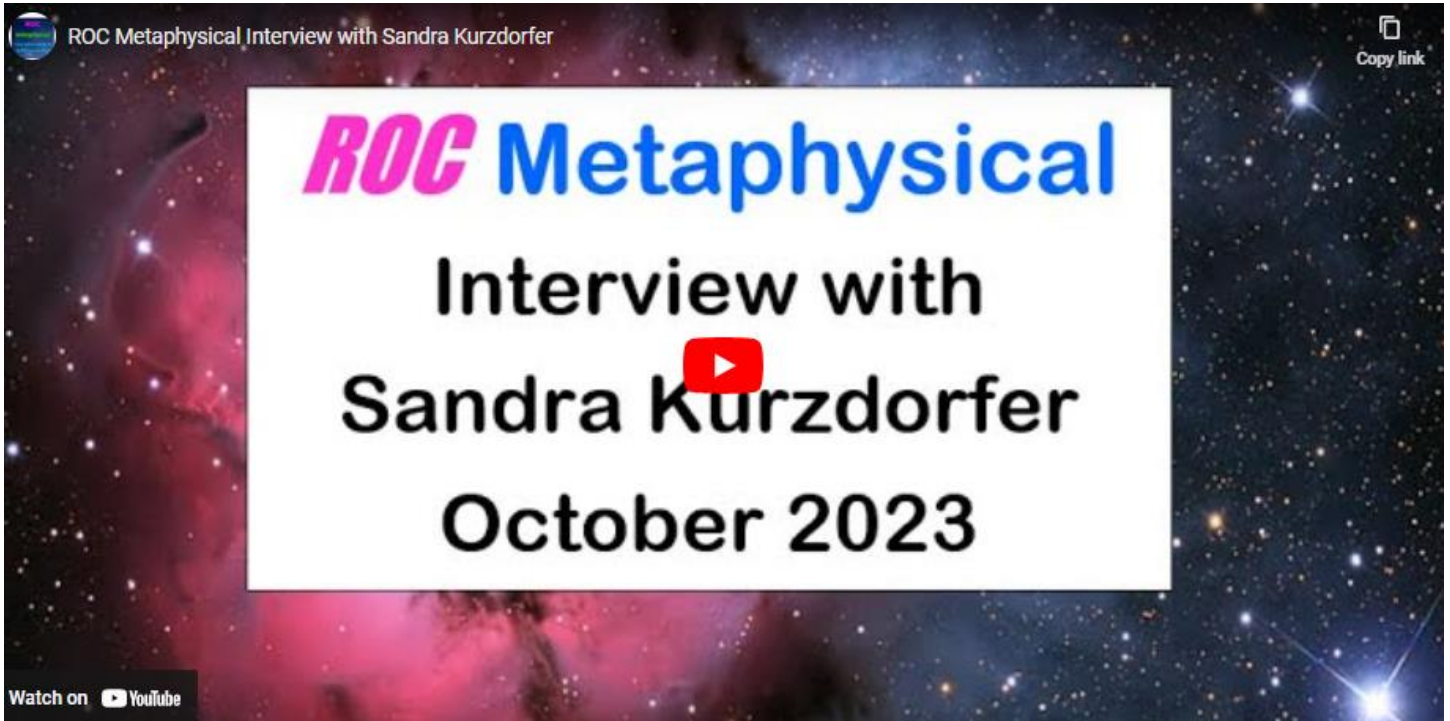 ROC Metaphysical Interview with Sandra Kurzdorfer
Copy link
ROC Metaphysical
Interview with
Sandra Kurzdorfer
October 2023
Watch on YouTube